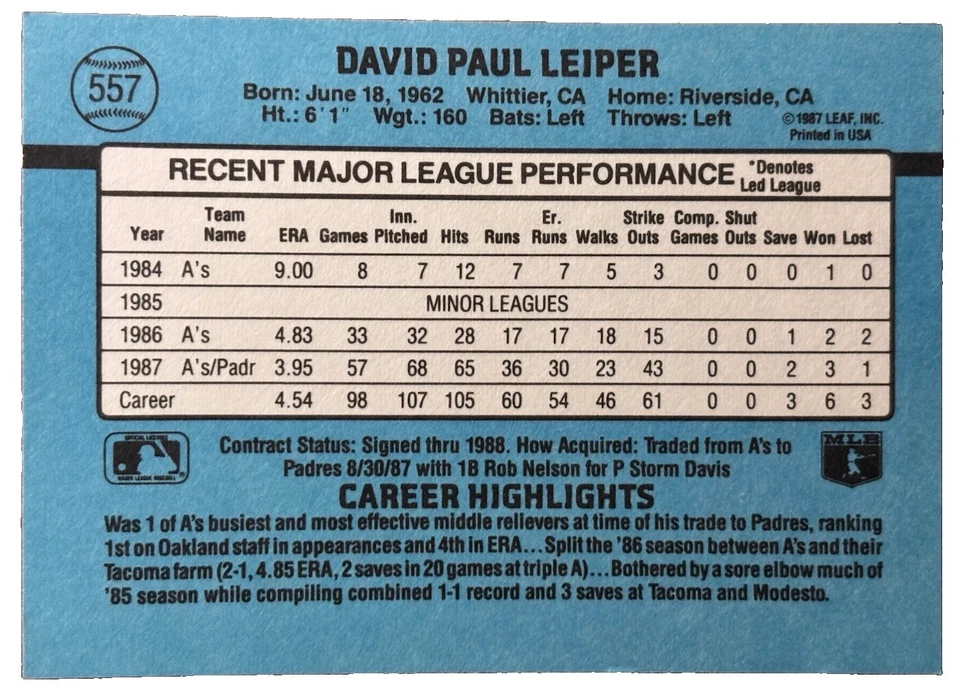 557
DAVID PAUL LEIPER
Born: June 18, 1962 Whittier, CA Home: Riverside, CA
Ht.: 6'1" Wgt.: 160 Bats: Left Throws: Left
©1987 LEAF, INC.
Printed in USA
RECENT MAJOR LEAGUE PERFORMANCE *Denotes
Led League
Year Team Name ERA Games Inn. Pitched Hits Runs Er. Runs Walks Strike Outs Comp. Games Shut Outs Save Won Lost
1984 A's 9.00 8 7 12 7 7 5 3 0 0 0 1 0
1985 MINOR LEAGUES
1986 A's 4.83 33 32 28 17 17 18 15 0 0 1 2 2
1987 A's/Padr 3.95 57 68 65 36 30 23 43 0 0 2 3 1
Career 4.54 98 107 105 60 54 46 61 0 0 3 6 3
OFFICIAL LICENSEE
MAJOR LEAGUE BASEBALL
Contract Status: Signed thru 1988. How Acquired: Traded from A's to
Padres 8/30/87 with 1B Rob Nelson for P Storm Davis
MLB
CAREER HIGHLIGHTS
Was 1 of A's busiest and most effective middle relievers at time of his trade to Padres, ranking
1st on Oakland staff in appearances and 4th in ERA...Split the '86 season between A's and their
Tacoma farm (2-1, 4.85 ERA, 2 saves in 20 games at triple A)...Bothered by a sore elbow much of
'85 season while compiling combined 1-1 record and 3 saves at Tacoma and Modesto.